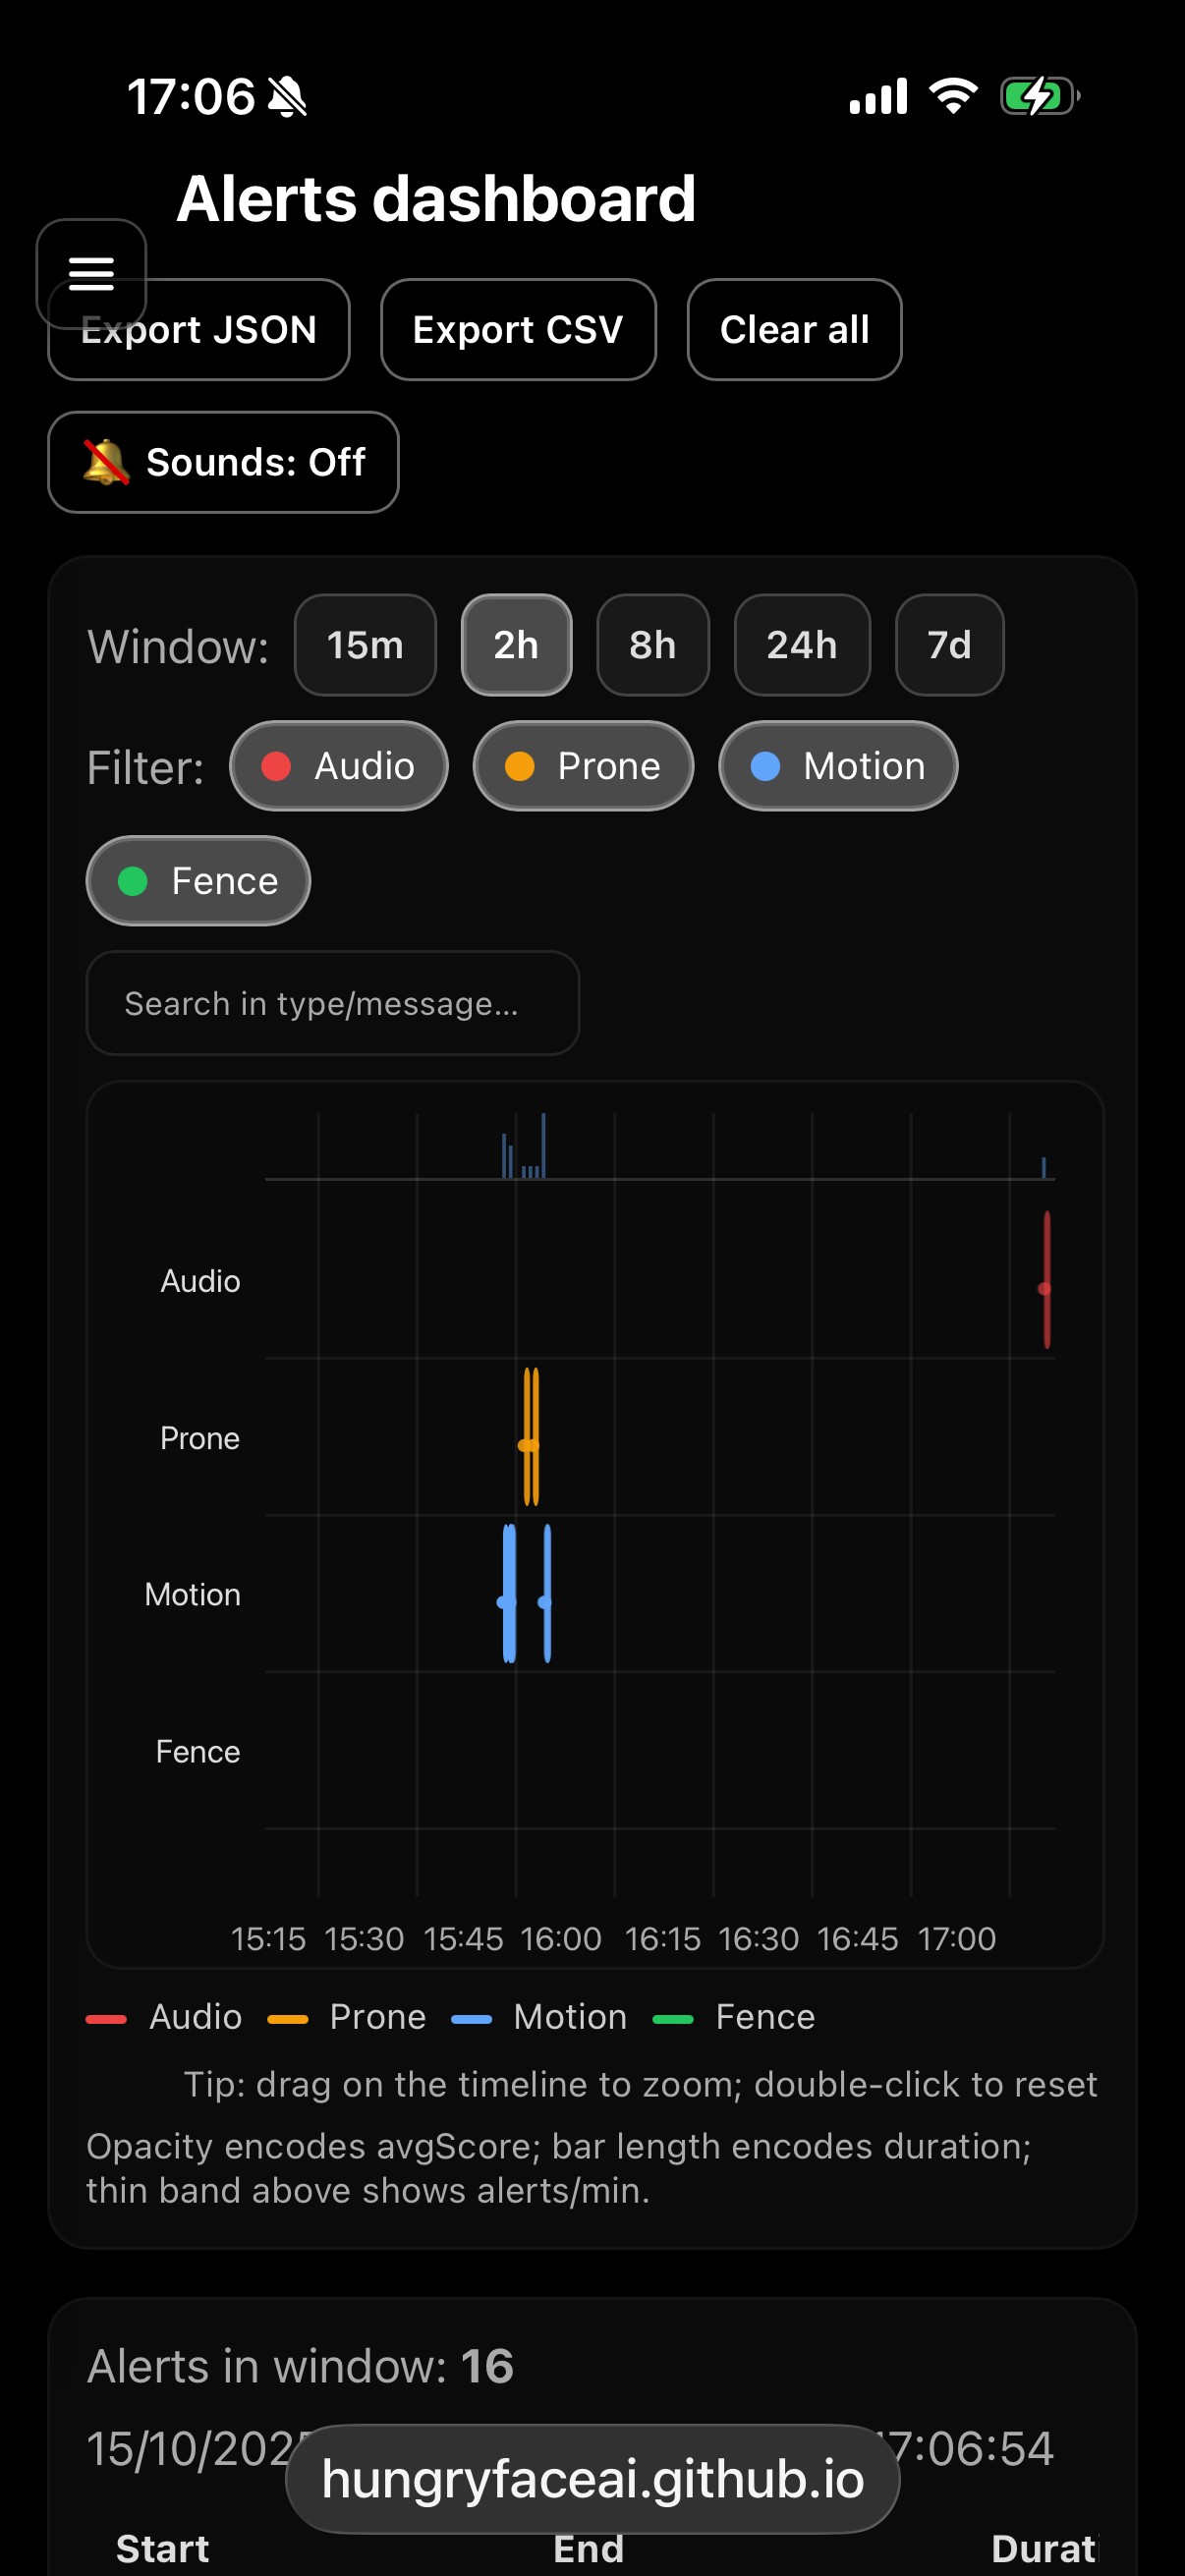 17:06
Alerts dashboard
Export JSON Export CSV Clear all
Sounds: Off
Window: 15m 2h 8h 24h 7d
Filter: Audio Prone Motion
Fence
Search in type/message...
Audio
Prone
Motion
Fence
15:15 15:30 15:45 16:00 16:15 16:30 16:45 17:00
Audio Prone Motion Fence
Tip: drag on the timeline to zoom; double-click to reset
Opacity encodes avgScore; bar length encodes duration;
thin band above shows alerts/min.
Alerts in window: 16
15/10/202 7:06:54
hungryfaceai.github.io
Start End Durat